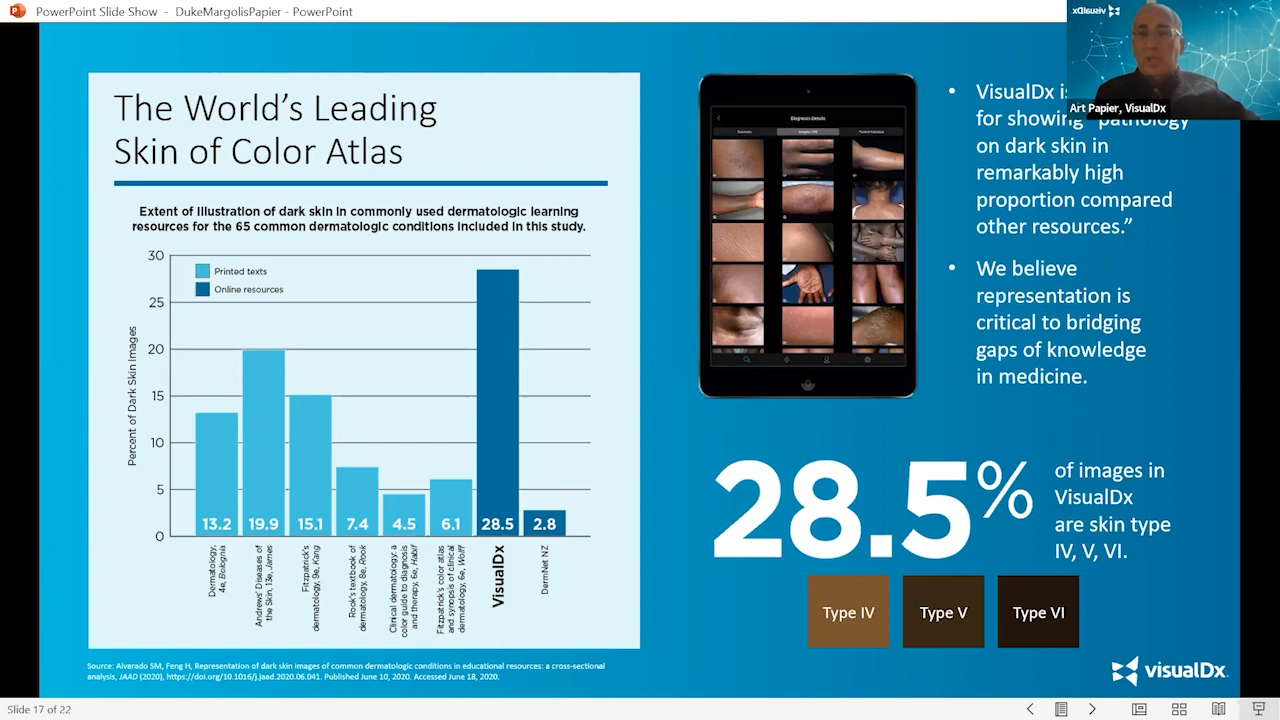 PowerPoint Slide Show - DukeMargolisPapier - PowerPoint
visualDx
Art Papier, VisualDx
The World's Leading
Skin of Color Atlas
Extent of illustration of dark skin in commonly used dermatologic learning
resources for the 65 common dermatologic conditions included in this study.
Percent of Dark Skin Images
30
25
20
15
10
5
0
Printed texts
Online resources
13.2
19.9
15.1
7.4
4.5
6.1
28.5
2.8
Dermatology,
4e, Bolognia
Andrews' Diseases of
the Skin, 13e, James
Fitzpatrick's
dermatology, 9e, Kang
Rook's textbook of
dermatology, 8e, Rook
Clinical dermatology: a
color guide to diagnosis
and therapy, 6e, Habif
Fitzpatrick's color atlas
and synopsis of clinical
dermatology, 6e, Wolff
VisualDx
DermNet NZ
Source: Alvarado SM, Feng H, Representation of dark skin images of common dermatologic conditions in educational resources: a cross-sectional
analysis, JAAD (2020), https://doi.org/10.1016/j.jaad.2020.06.041. Published June 10, 2020. Accessed June 18, 2020.
Diagnosis Details
Summary
• VisualDx
for showing "pathology
on dark skin in
remarkably high
proportion compared
other resources."
• We believe
representation is
critical to bridging
gaps of knowledge
in medicine.
28.5%
of images in
VisualDx
are skin type
IV, V, VI.
Type IV
Type V
Type VI
visualDx
Slide 17 of 22